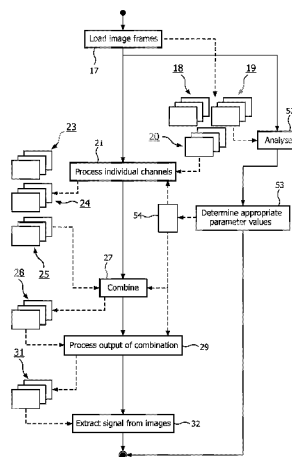 Load image frames
17
18
19
20
Analyse
23
21
Process individual channels
24
53
Determine appropriate
parameter values
54
25
27
Combine
28
Process output of combination
29
31
Extract signal from images
32